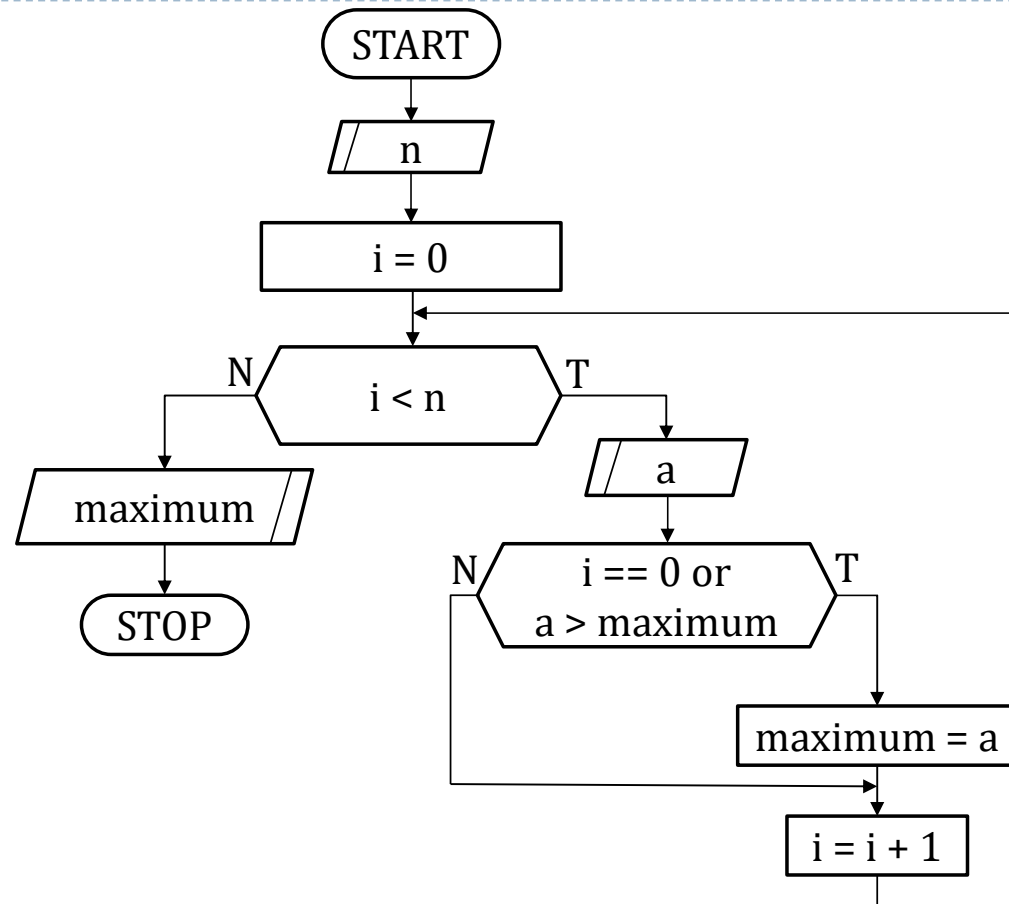 START
n
i = 0
N
i < n
T
maximum
STOP
a
N
i == 0 or
a > maximum
T
maximum = a
i = i + 1